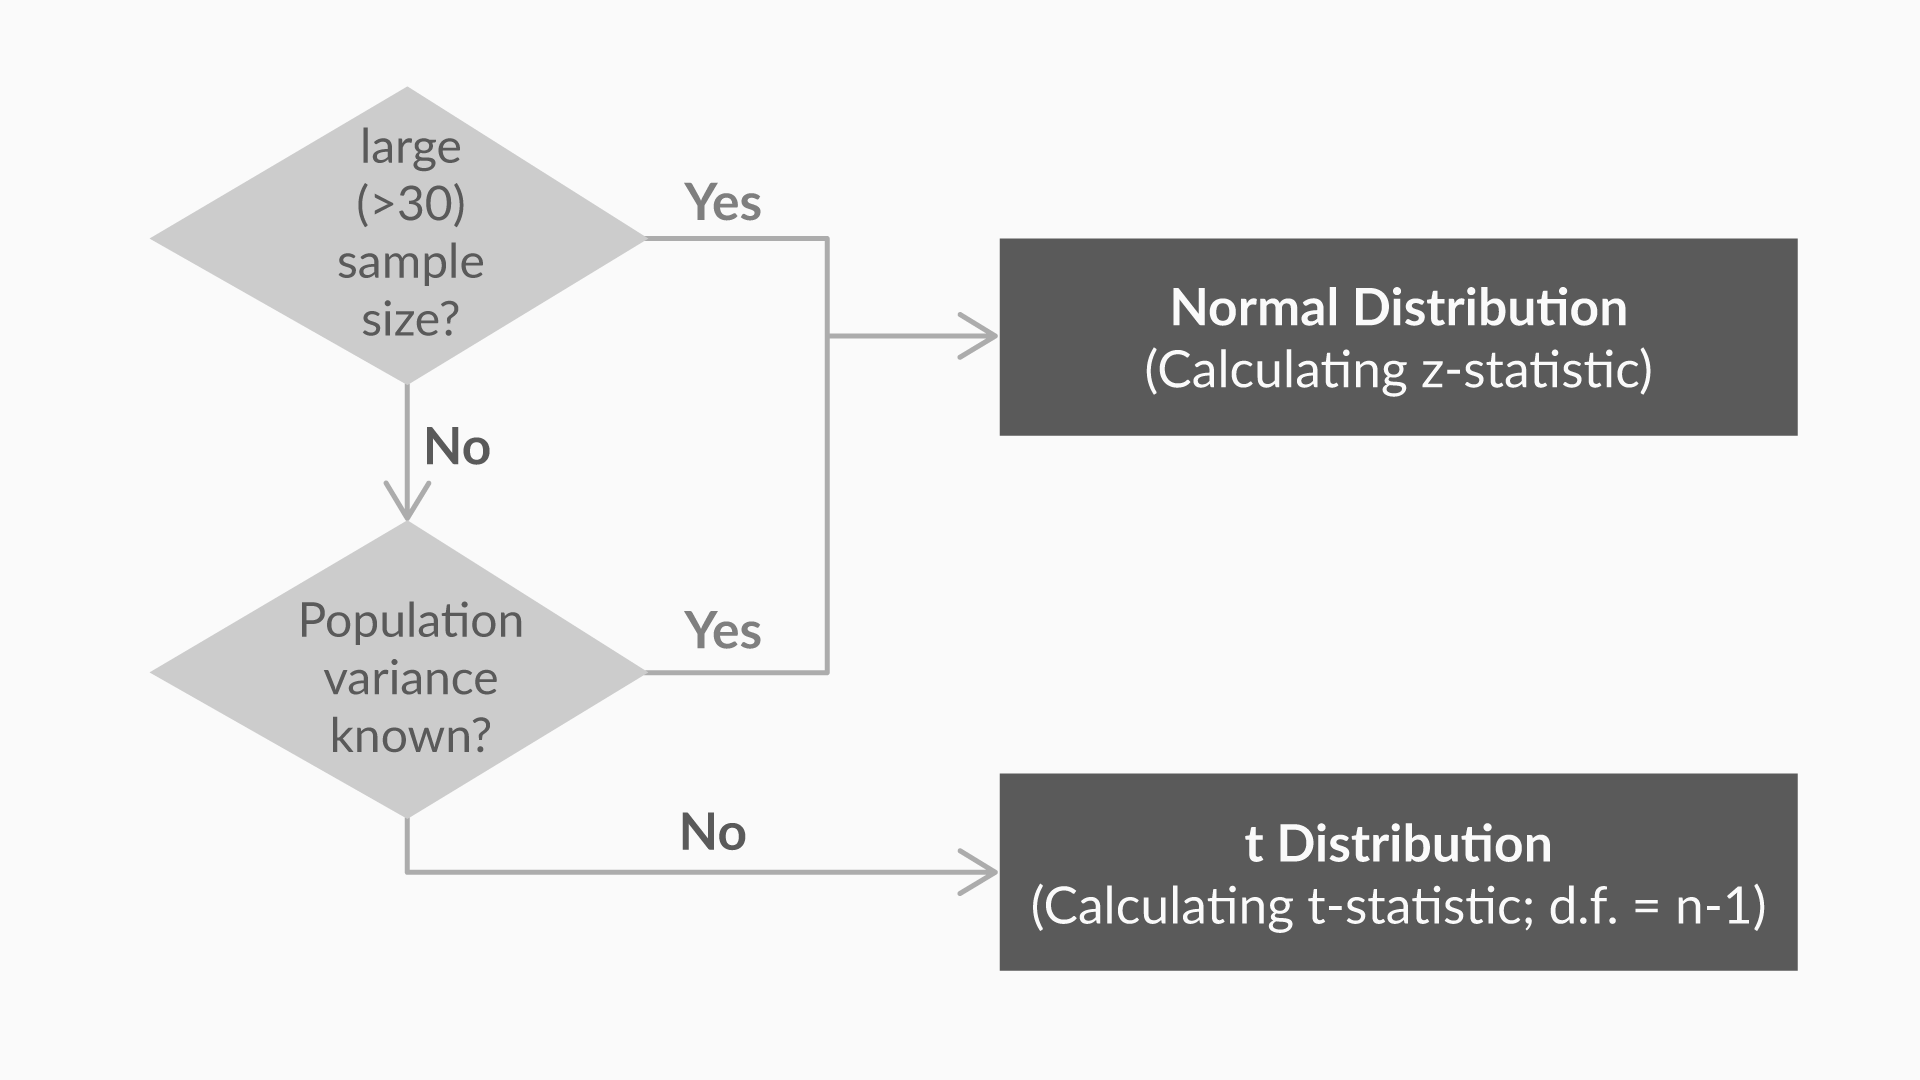 large
(>30)
sample
size?
Yes
Normal Distribution
(Calculating z-statistic)
No
Population
variance
known?
Yes
No
t Distribution
(Calculating t-statistic; d.f. = n-1)